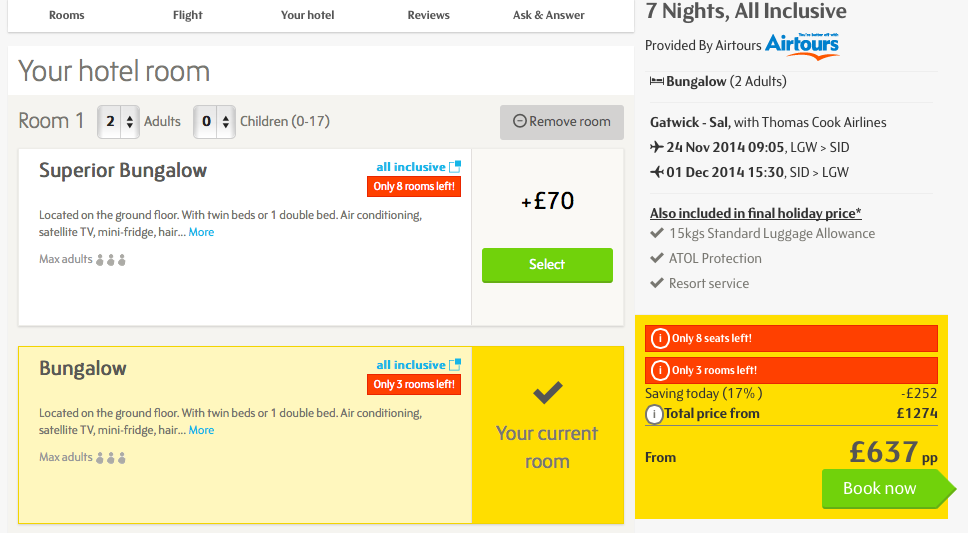 Rooms
Flight
Your hotel
Reviews
Ask & Answer
Your hotel room
Room 1 2 Adults 0 Children (0-17)
Remove room
Superior Bungalow
all inclusive
Only 8 rooms left!
Located on the ground floor. With twin beds or 1 double bed. Air conditioning,
satellite TV, mini-fridge, hair... More
Max adults
+£70
Select
Bungalow
all inclusive
Only 3 rooms left!
Located on the ground floor. With twin beds or 1 double bed. Air conditioning,
satellite TV, mini-fridge, hair... More
Max adults
Your current
room
7 Nights, All Inclusive
Provided By Airtours
You're better off with
Airtours
Bungalow (2 Adults)
Gatwick - Sal, with Thomas Cook Airlines
24 Nov 2014 09:05, LGW > SID
01 Dec 2014 15:30, SID > LGW
Also included in final holiday price*
15kgs Standard Luggage Allowance
ATOL Protection
Resort service
i Only 8 seats left!
i Only 3 rooms left!
Saving today (17% ) -£252
i Total price from £1274
From £637 pp
Book now